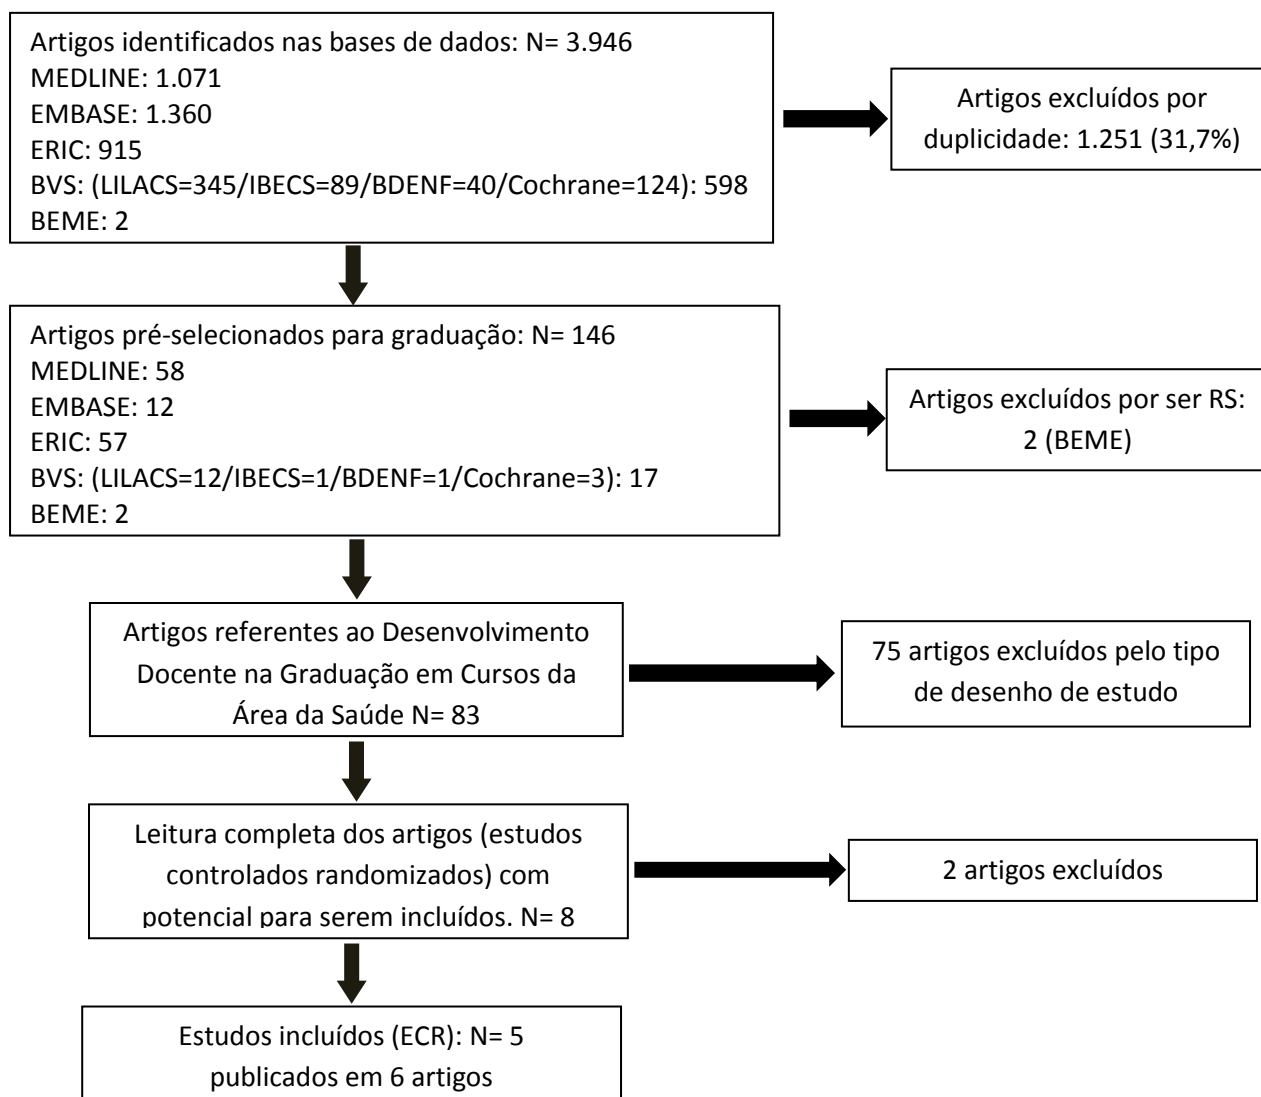 Artigos identificados nas bases de dados: N= 3.946
MEDLINE: 1.071
EMBASE: 1.360
ERIC: 915
BVS: (LILACS=345/IBECS=89/BDENF=40/Cochrane=124): 598
BEME: 2
Artigos excluídos por
duplicidade: 1.251 (31,7%)
Artigos pré-selecionados para graduação: N= 146
MEDLINE: 58
EMBASE: 12
ERIC: 57
BVS: (LILACS=12/IBECS=1/BDENF=1/Cochrane=3): 17
BEME: 2
Artigos excluídos por ser RS:
2 (BEME)
Artigos referentes ao Desenvolvimento
Docente na Graduação em Cursos da
Área da Saúde N= 83
75 artigos excluídos pelo tipo
de desenho de estudo
Leitura completa dos artigos (estudos
controlados randomizados) com
potencial para serem incluídos. N= 8
2 artigos excluídos
Estudos incluídos (ECR): N= 5
publicados em 6 artigos